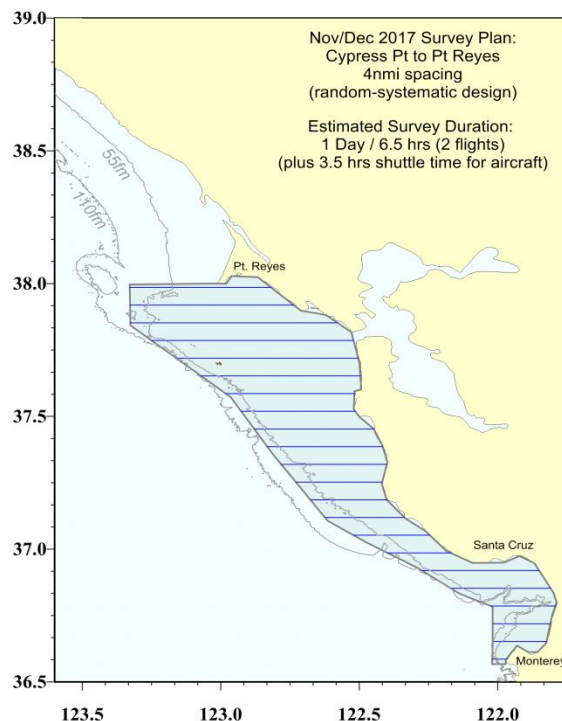 39.0
Nov/Dec 2017 Survey Plan:
Cypress Pt to Pt Reyes
4nmi spacing
(random-systematic design)
Estimated Survey Duration:
1 Day / 6.5 hrs (2 flights)
(plus 3.5 hrs shuttle time for aircraft)
38.5
55fm
110fm
38.0
Pt. Reyes
37.5
37.0
Santa Cruz
Monterey
36.5
123.5 123.0 122.5 122.0